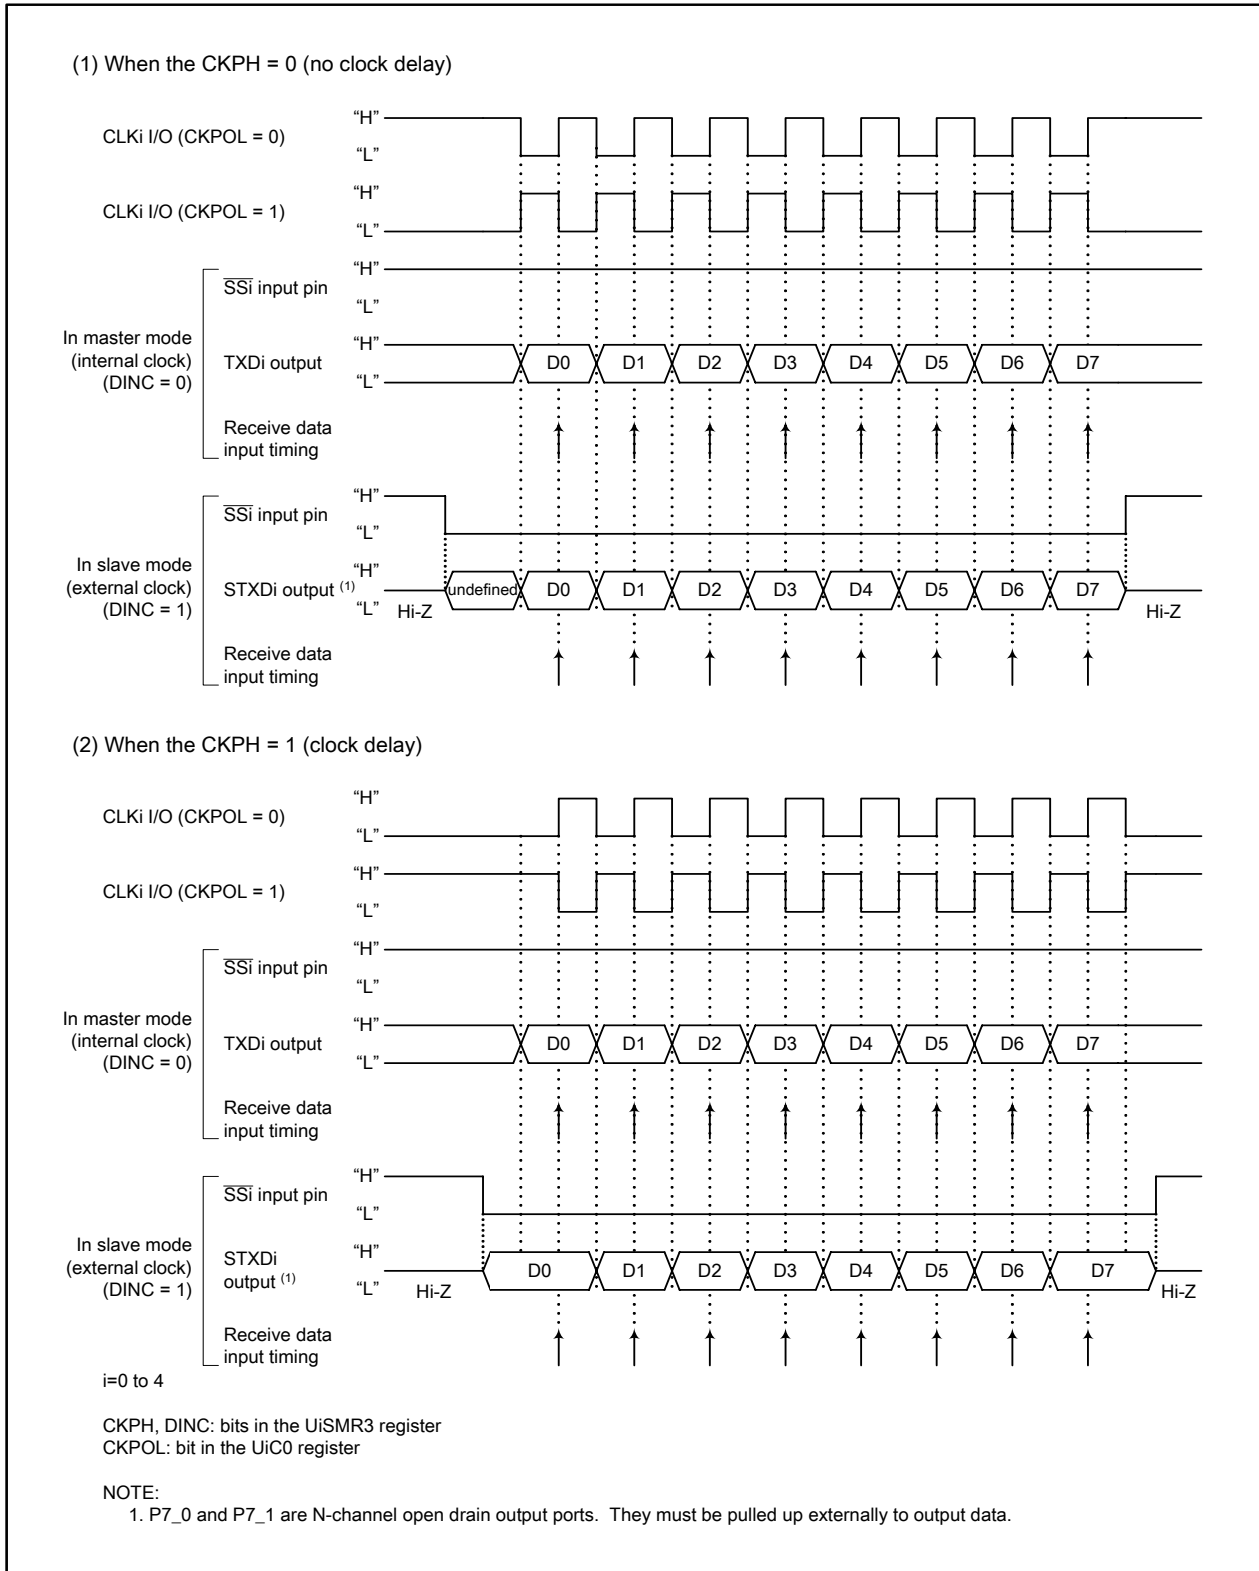 (1) When the CKPH = 0 (no clock delay)
“H”
CLKi I/O (CKPOL = 0)
“L”
“H”
CLKi I/O (CKPOL = 1)
“L”
“H”
SSi input pin
“L”
In master mode
(internal clock)
(DINC = 0)
“H”
TXDi output
“L”
D0 D1 D2 D3 D4 D5 D6 D7
Receive data
input timing
“H”
SSi input pin
“L”
In slave mode
(external clock)
(DINC = 1)
“H”
STXDi output (1)
“L”
Hi-Z
undefined D0 D1 D2 D3 D4 D5 D6 D7
Hi-Z
Receive data
input timing
(2) When the CKPH = 1 (clock delay)
“H”
CLKi I/O (CKPOL = 0)
“L”
“H”
CLKi I/O (CKPOL = 1)
“L”
“H”
SSi input pin
“L”
In master mode
(internal clock)
(DINC = 0)
“H”
TXDi output
“L”
D0 D1 D2 D3 D4 D5 D6 D7
Receive data
input timing
“H”
SSi input pin
“L”
In slave mode
(external clock)
(DINC = 1)
“H”
STXDi
output (1)
“L”
Hi-Z
D0 D1 D2 D3 D4 D5 D6 D7
Hi-Z
Receive data
input timing
i=0 to 4
CKPH, DINC: bits in the UiSMR3 register
CKPOL: bit in the UiC0 register
NOTE:
1. P7_0 and P7_1 are N-channel open drain output ports. They must be pulled up externally to output data.